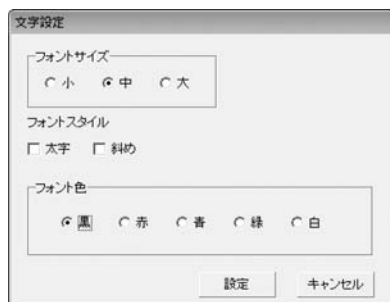 文字設定
フォントサイズ
小 中 大
フォントスタイル
太字 斜め
フォント色
黒 赤 青 緑 白
設定 キャンセル